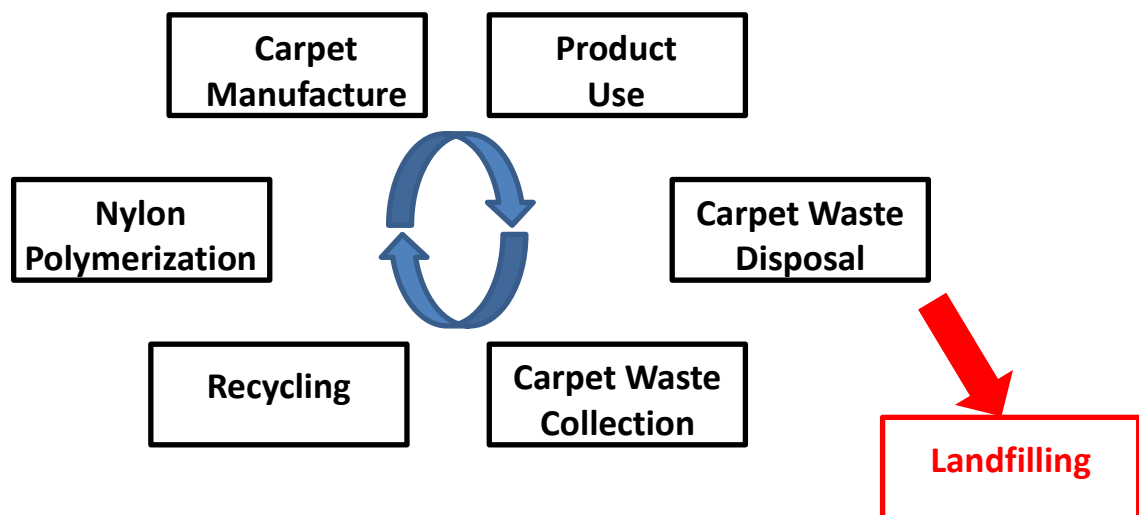 Carpet
Manufacture
Product
Use
Nylon
Polymerization
Carpet Waste
Disposal
Recycling
Carpet Waste
Collection
Landfilling